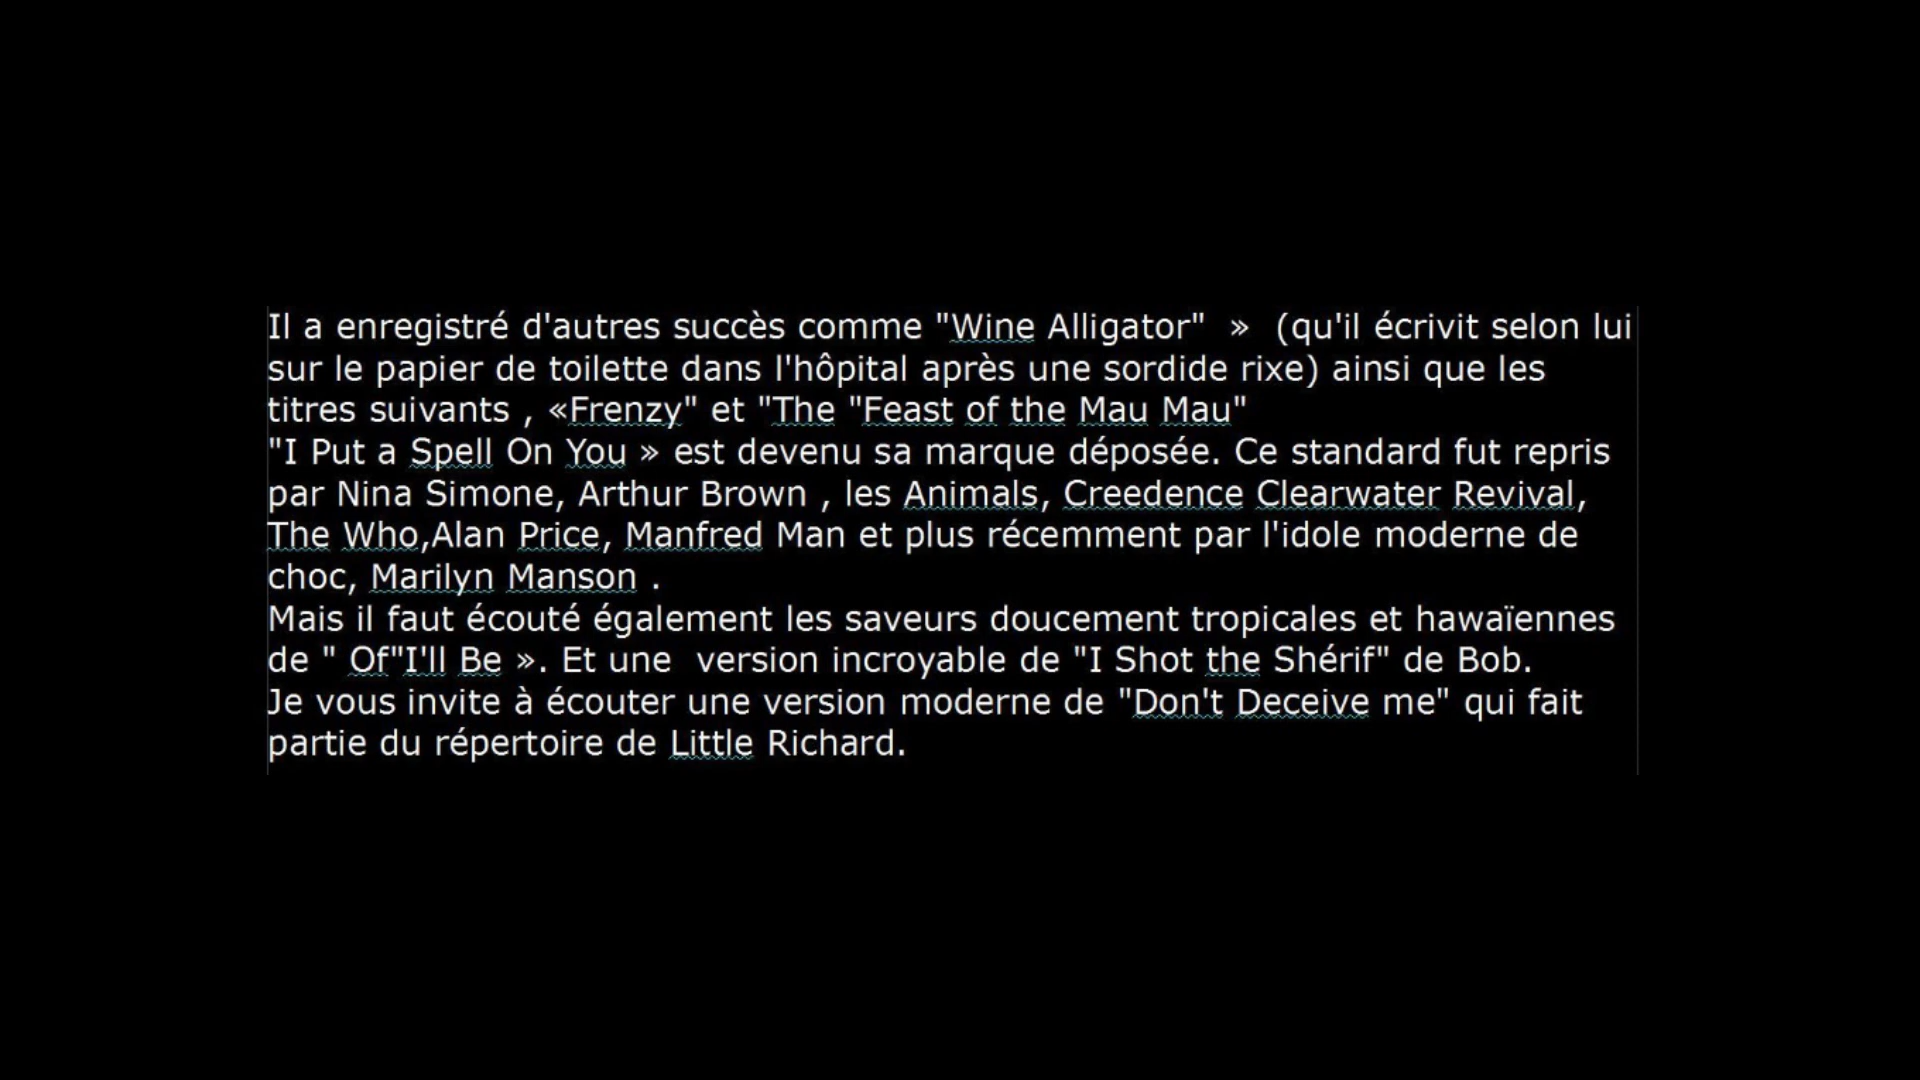 Il a enregistré d'autres succès comme "Wine Alligator"  »  (qu'il écrivit selon lui
sur le papier de toilette dans l'hôpital après une sordide rixe) ainsi que les
titres suivants , «Frenzy" et "The "Feast of the Mau Mau"
"I Put a Spell On You » est devenu sa marque déposée. Ce standard fut repris
par Nina Simone, Arthur Brown , les Animals, Creedence Clearwater Revival,
The Who,Alan Price, Manfred Man et plus récemment par l'idole moderne de
choc, Marilyn Manson .
Mais il faut écouté également les saveurs doucement tropicales et hawaïennes
de " Of"I'll Be ». Et une  version incroyable de "I Shot the Shérif" de Bob.
Je vous invite à écouter une version moderne de "Don't Deceive me" qui fait
partie du répertoire de Little Richard.